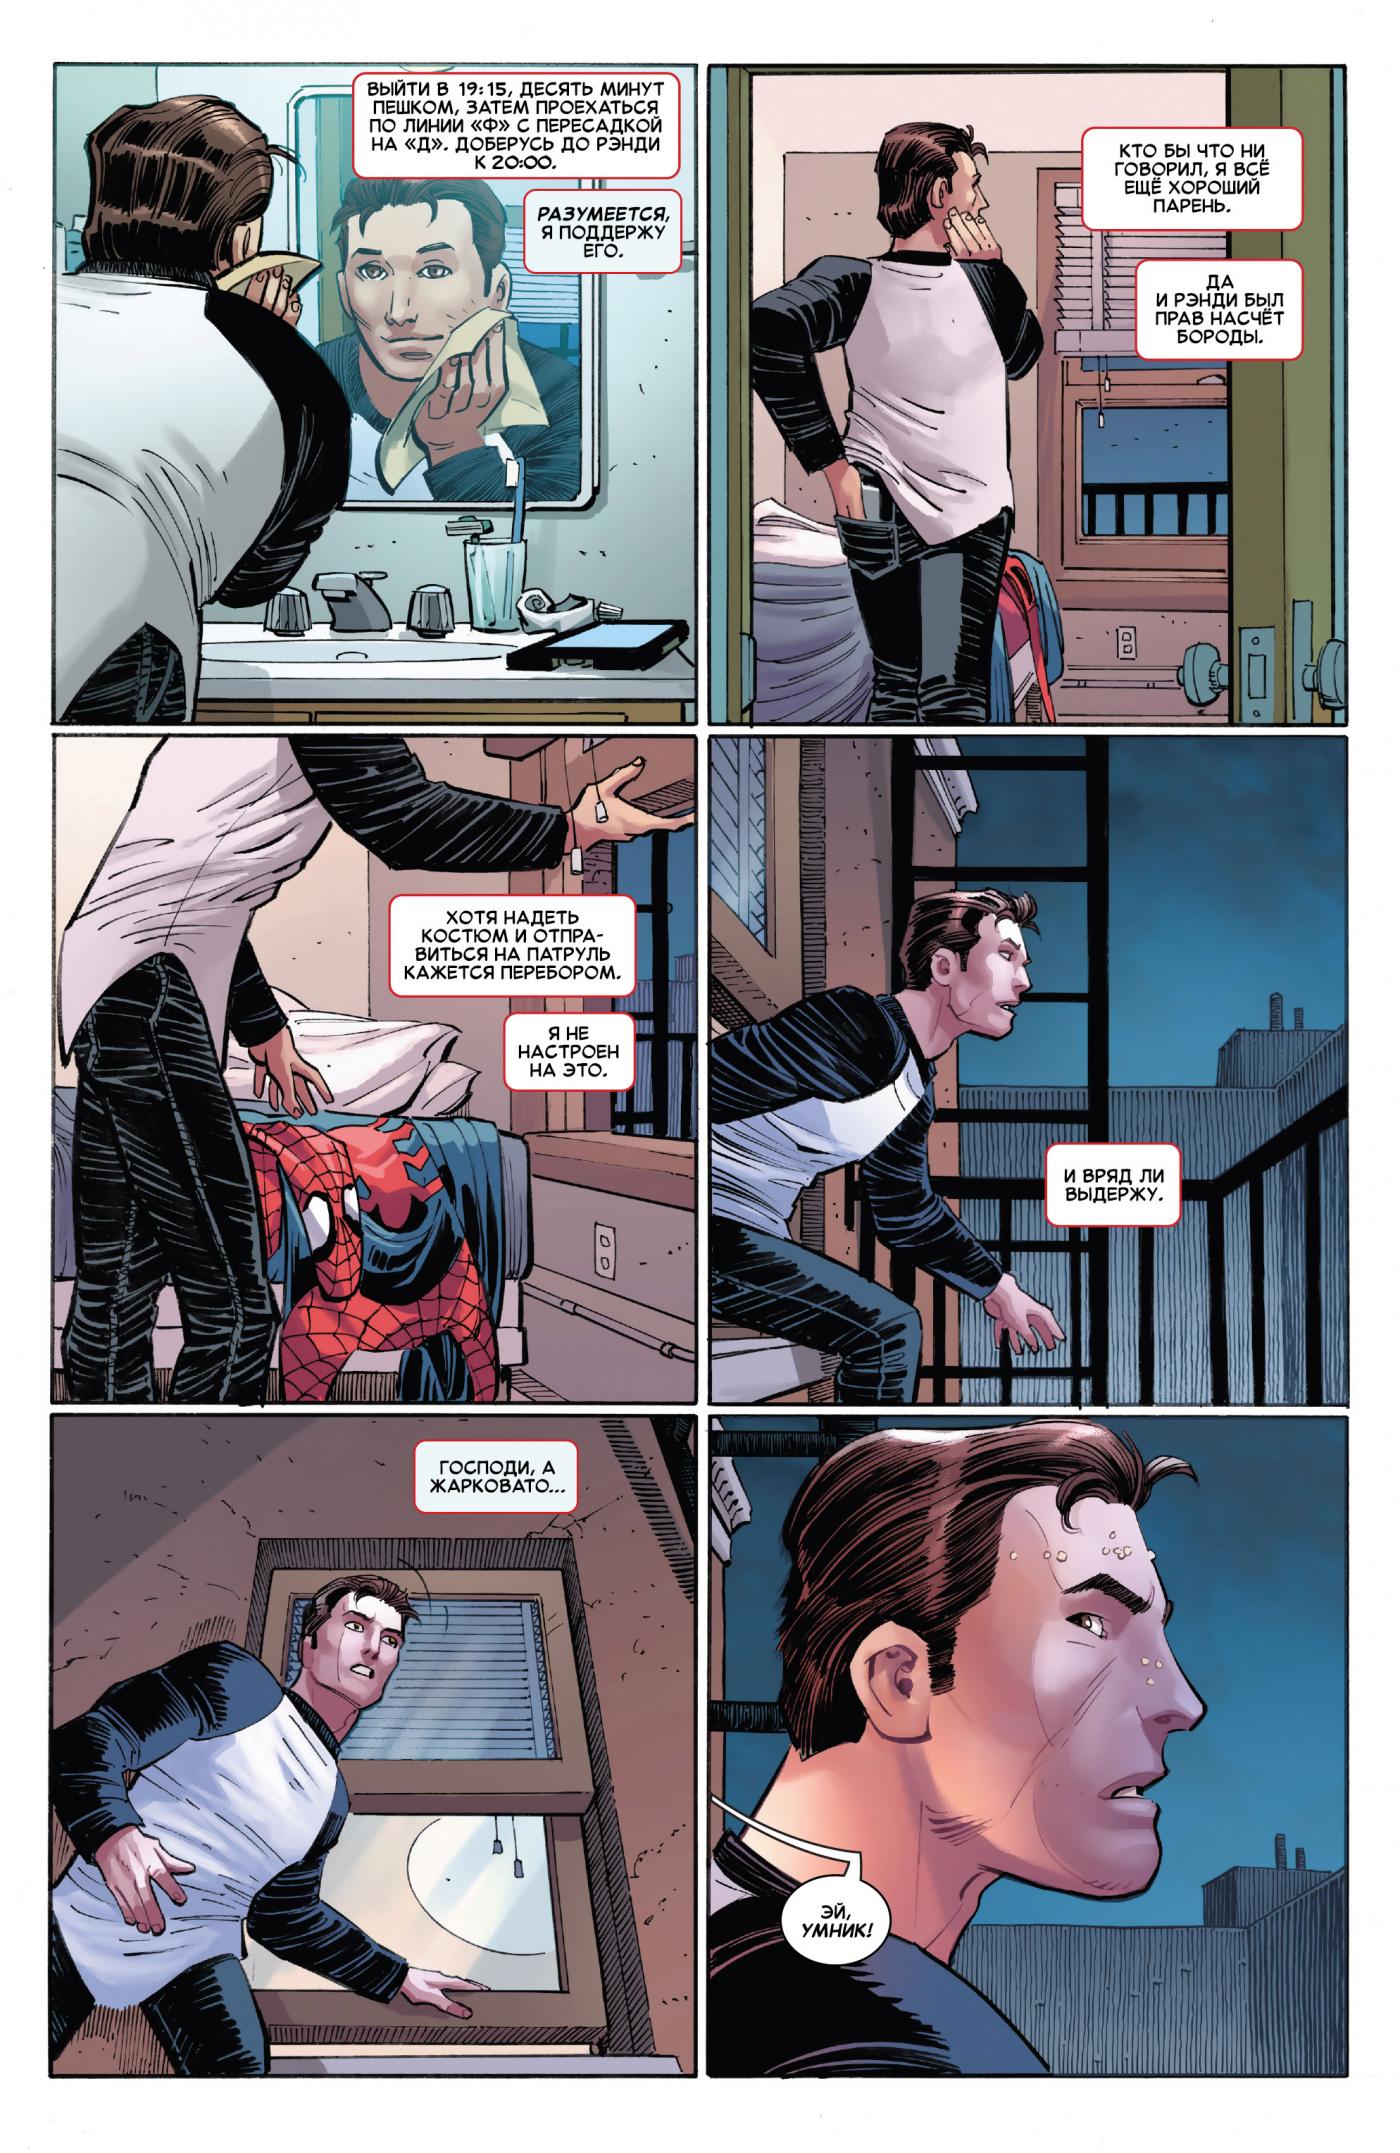 ВЫЙТИ В 19:15, ДЕСЯТЬ МИНУТ
ПЕШКОМ, ЗАТЕМ ПРОЕХАТЬСЯ
ПО ЛИНИИ «Ф» С ПЕРЕСАДКОЙ
НА «Д». ДОБЕРУСЬ ДО РЭНДИ
К 20:00.
РАЗУМЕЕТСЯ,
Я ПОДДЕРЖУ
ЕГО.
КТО БЫ ЧТО НИ
ГОВОРИЛ, Я ВСЁ
ЕЩЁ ХОРОШИЙ
ПАРЕНЬ.
ДА
И РЭНДИ БЫЛ
ПРАВ НАСЧЁТ
БОРОДЫ.
ХОТЯ НАДЕТЬ
КОСТЮМ И ОТПРА-
ВИТЬСЯ НА ПАТРУЛЬ
КАЖЕТСЯ ПЕРЕБОРОМ.
Я НЕ
НАСТРОЕН
НА ЭТО.
И ВРЯД ЛИ
ВЫДЕРЖУ.
ГОСПОДИ, А
ЖАРКОВАТО...
ЭЙ,
УМНИК!